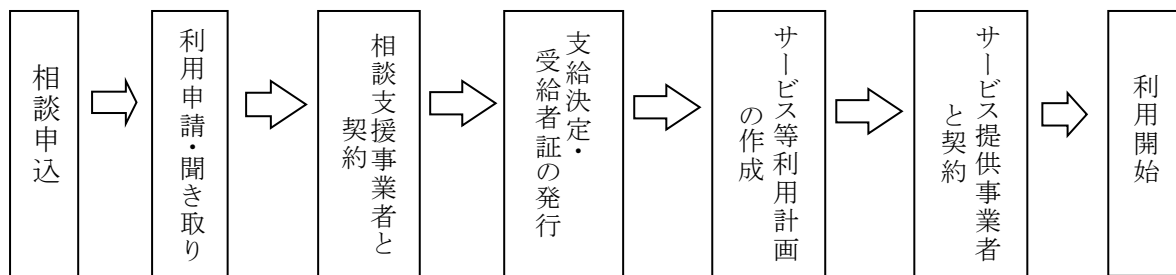 相談申込
利用申請・聞き取り
相談支援事業者と
契約
支給決定・
受給者証の発行
サービス等利用計画
の作成
サービス提供事業者
と契約
利用開始